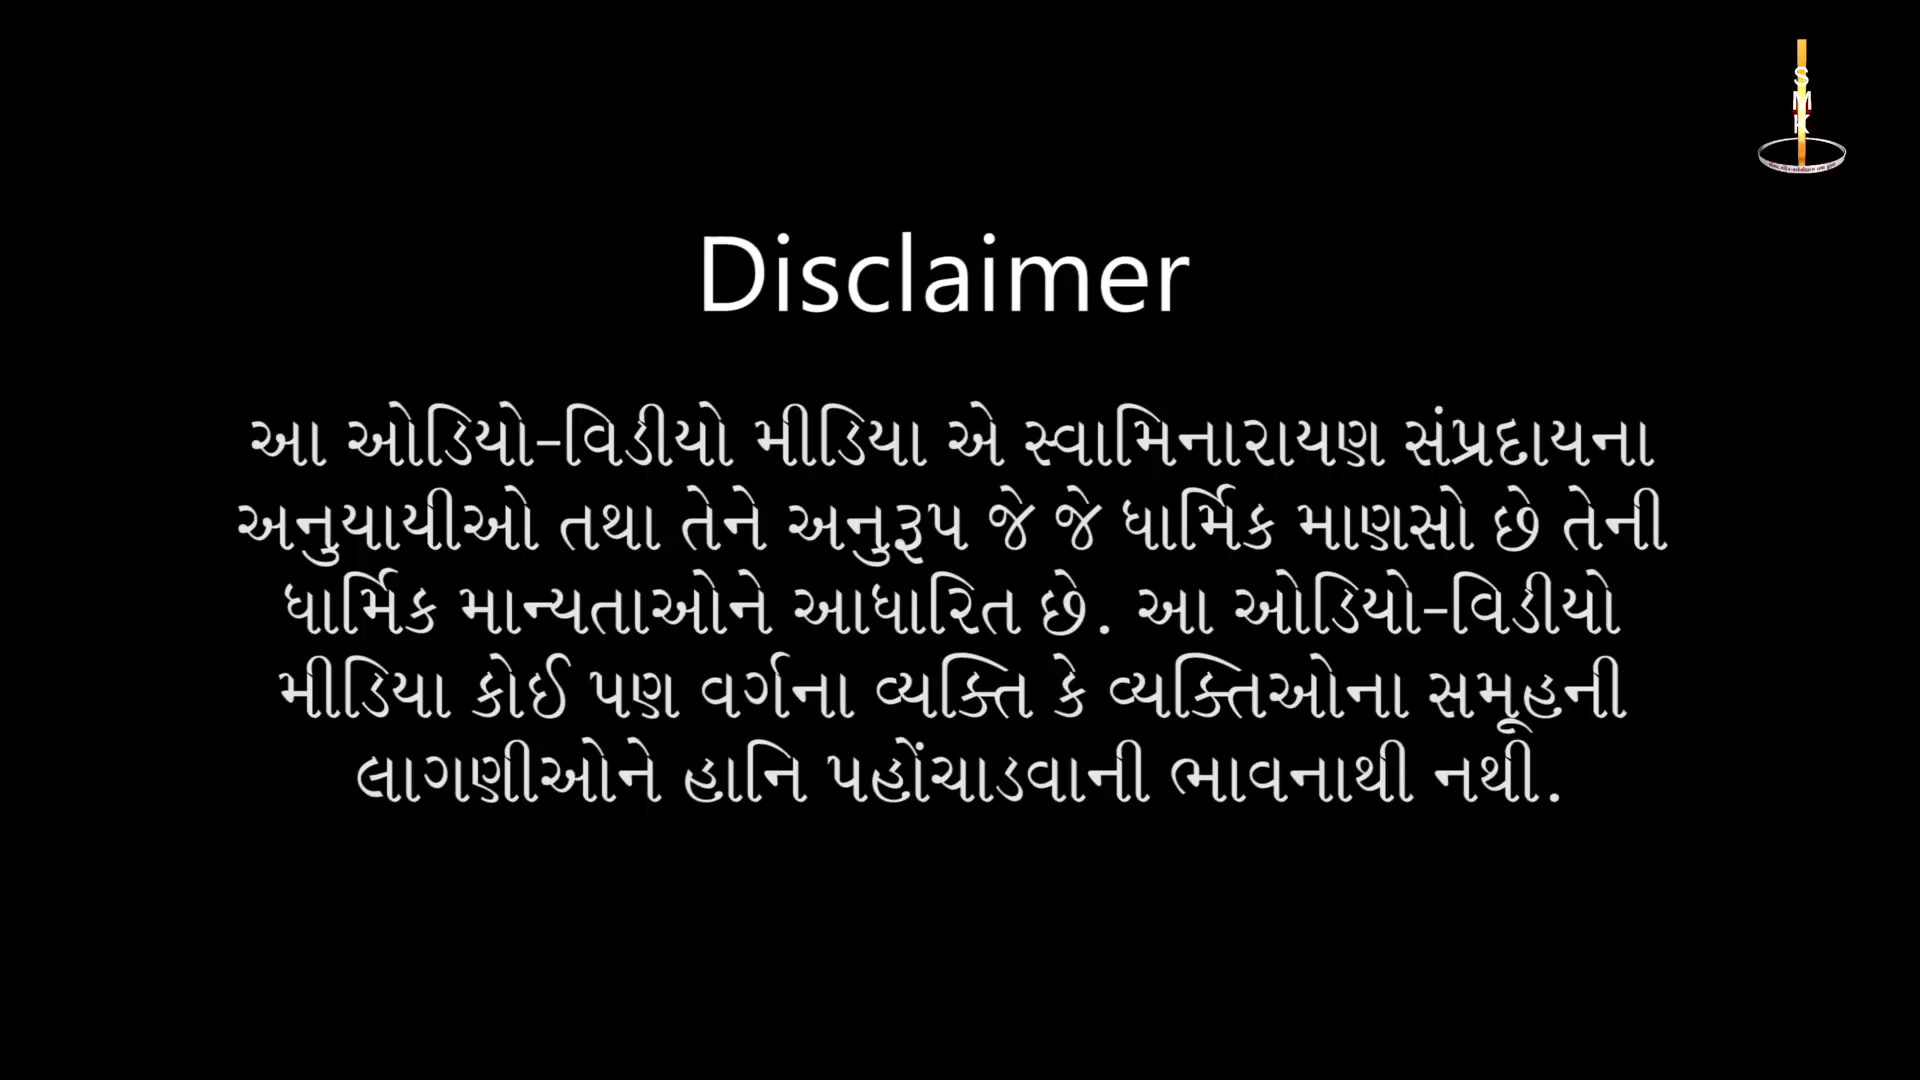 S
M
K
Disclaimer
આ ઓડિયો-વિડીયો મીડિયા એ સ્વામિનારાયણ સંપ્રદાયના
અનુયાયીઓ તથા તેને અનુરૂપ જે જે ધાર્મિક માણસો છે તેની
ધાર્મિક માન્યતાઓને આધારિત છે. આ ઓડિયો-વિડીયો
મીડિયા કોઈ પણ વર્ગના વ્યક્તિ કે વ્યક્તિઓના સમૂહની
લાગણીઓને હાનિ પહોંચાડવાની ભાવનાથી નથી.